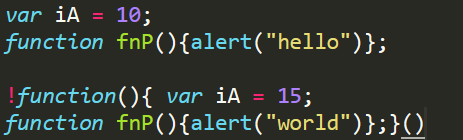 var iA = 10;
function fnP(){alert("hello")};
!function(){ var iA = 15;
function fnP(){alert("world")};}()